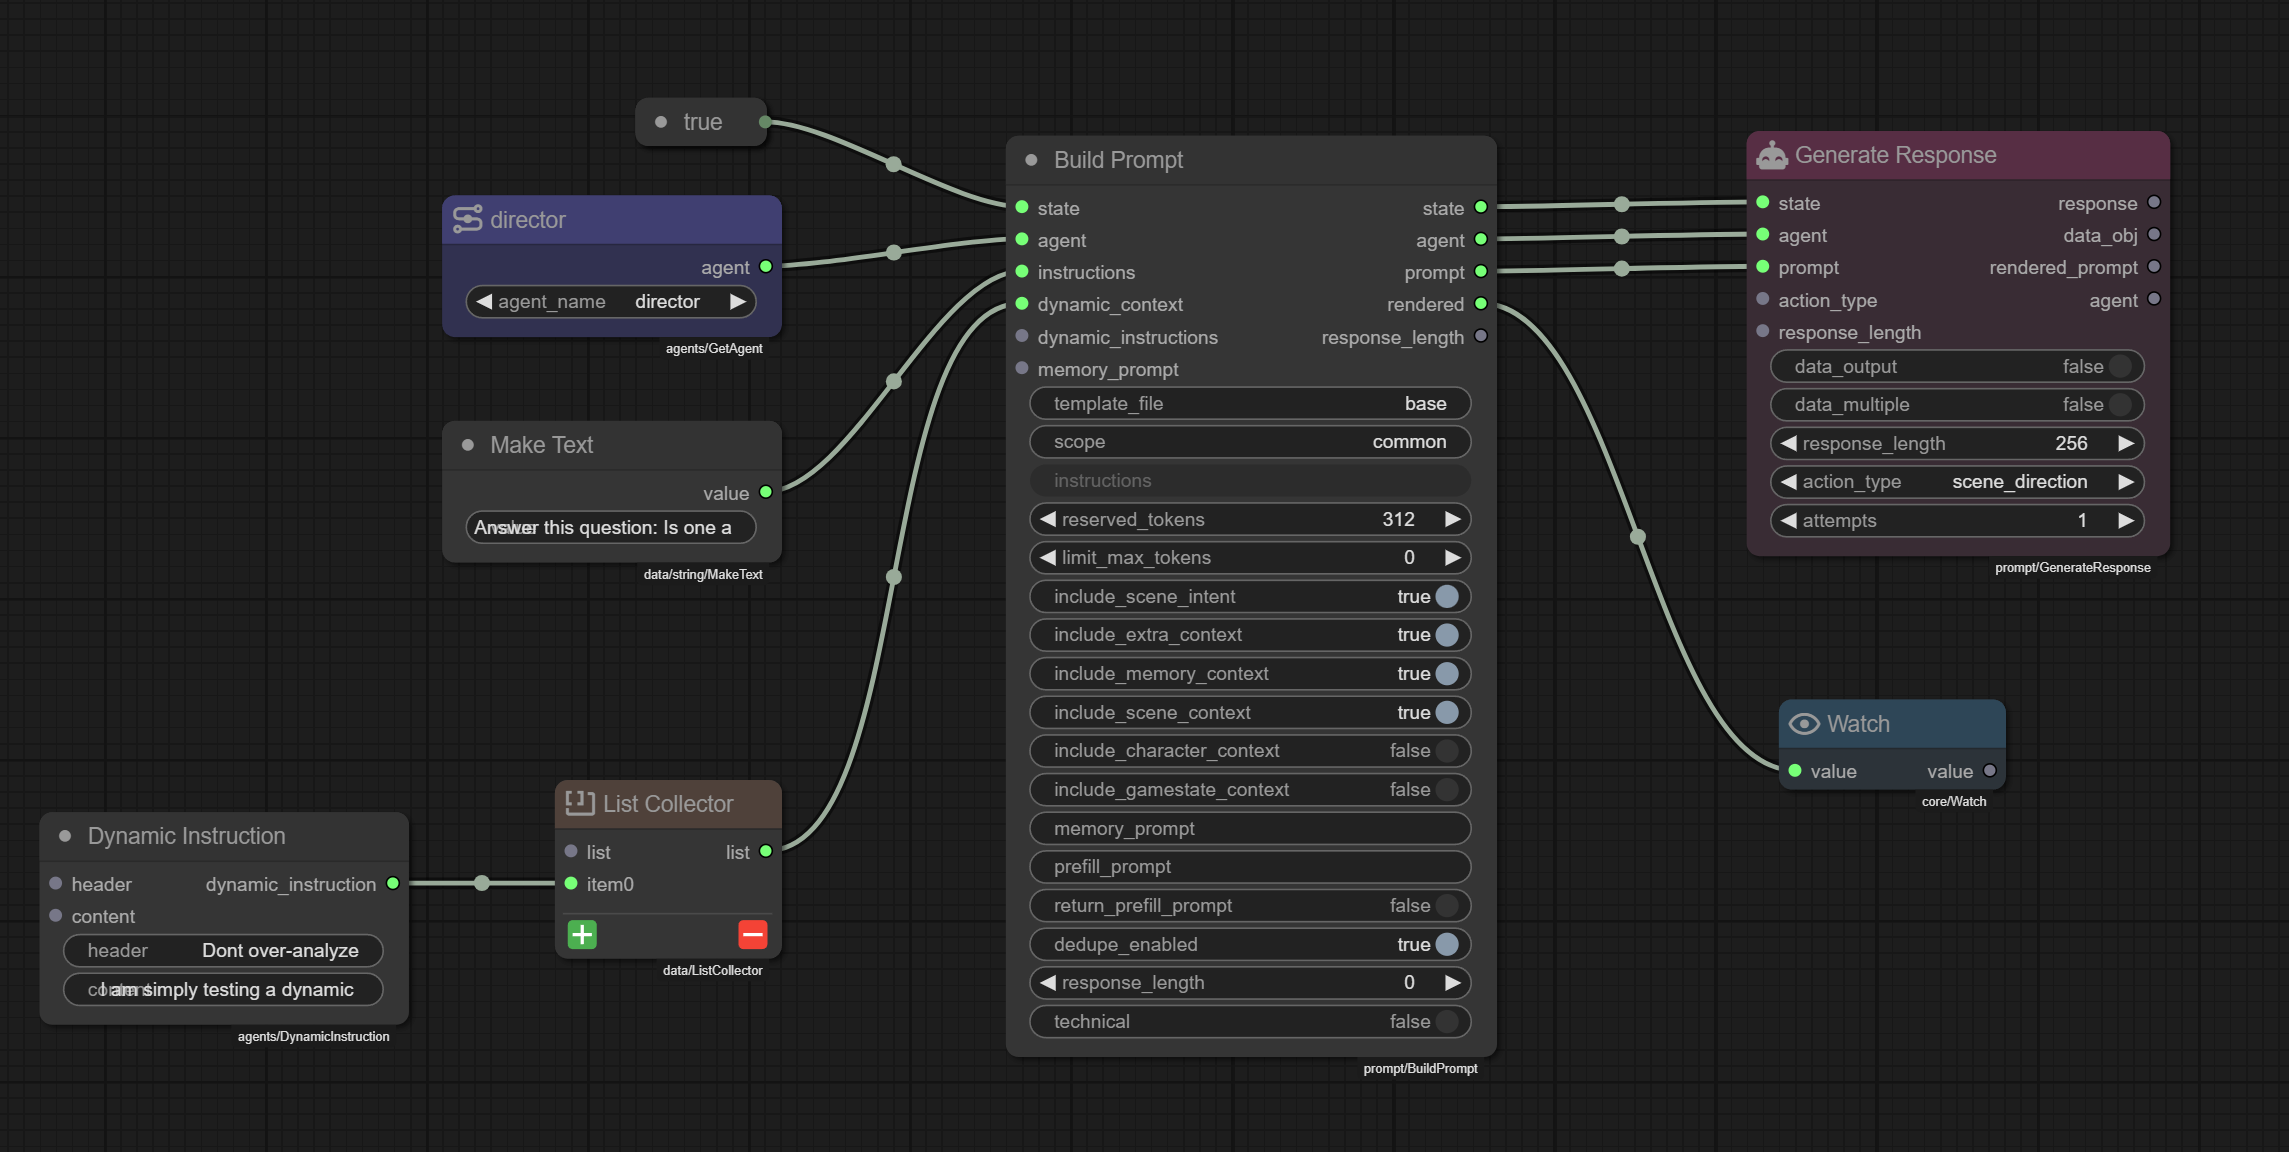 true
director
agent
agent_name director
agents/GetAgent
Make Text
value
Answer this question: Is one a
data/string/MakeText
Dynamic Instruction
header dynamic_instruction
content
header Dont over-analyze
content I am simply testing a dynamic
agents/DynamicInstruction
List Collector
list list
item0
data/ListCollector
Build Prompt
state state
agent agent
instructions prompt
dynamic_context rendered
dynamic_instructions response_length
memory_prompt
template_file base
scope common
instructions
reserved_tokens 312
limit_max_tokens 0
include_scene_intent true
include_extra_context true
include_memory_context true
include_scene_context true
include_character_context false
include_gamestate_context false
memory_prompt
prefill_prompt
return_prefill_prompt false
dedupe_enabled true
response_length 0
technical false
prompt/BuildPrompt
Generate Response
state response
agent data_obj
prompt rendered_prompt
action_type agent
response_length
data_output false
data_multiple false
response_length 256
action_type scene_direction
attempts 1
prompt/GenerateResponse
Watch
value value
core/Watch